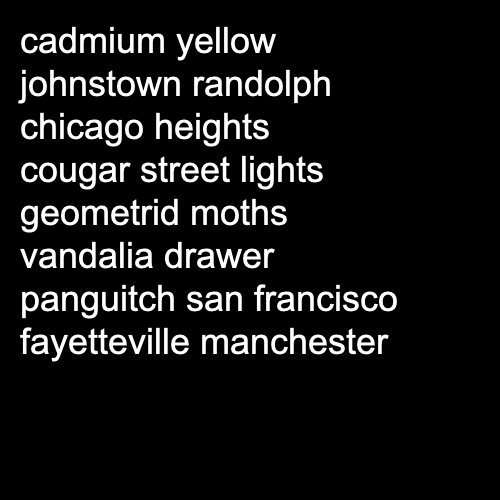 cadmium yellow
johnstown randolph
chicago heights
cougar street lights
geometrid moths
vandalia drawer
panguitch san francisco
fayetteville manchester